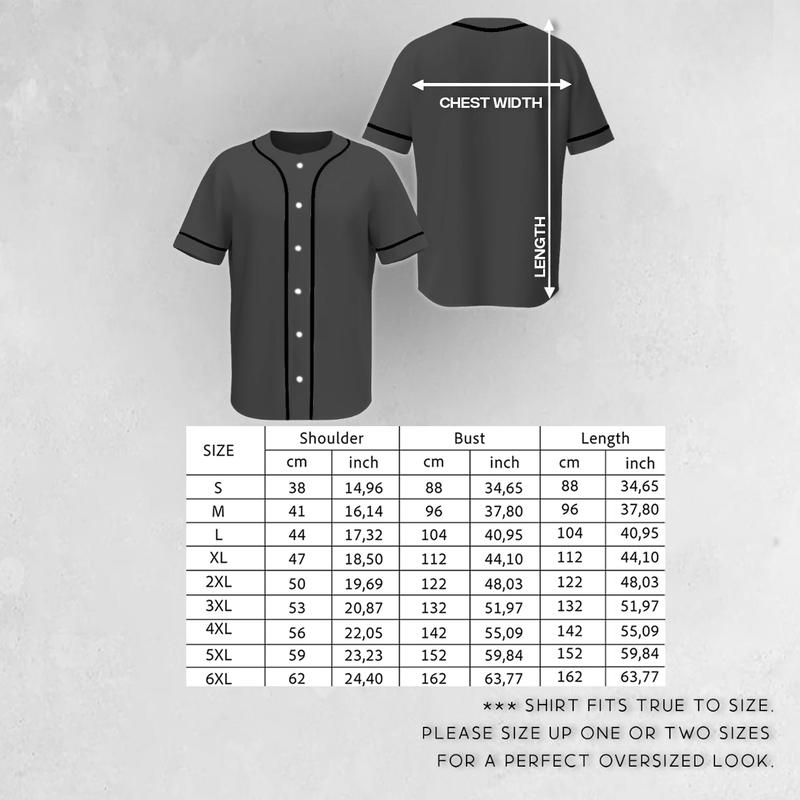 CHEST WIDTH
LENGTH
SIZE Shoulder Bust Length
cm inch cm inch cm inch
S 38 14,96 88 34,65 88 34,65
M 41 16,14 96 37,80 96 37,80
L 44 17,32 104 40,95 104 40,95
XL 47 18,50 112 44,10 112 44,10
2XL 50 19,69 122 48,03 122 48,03
3XL 53 20,87 132 51,97 132 51,97
4XL 56 22,05 142 55,09 142 55,09
5XL 59 23,23 152 59,84 152 59,84
6XL 62 24,40 162 63,77 162 63,77
*** SHIRT FITS TRUE TO SIZE.
PLEASE SIZE UP ONE OR TWO SIZES
FOR A PERFECT OVERSIZED LOOK.